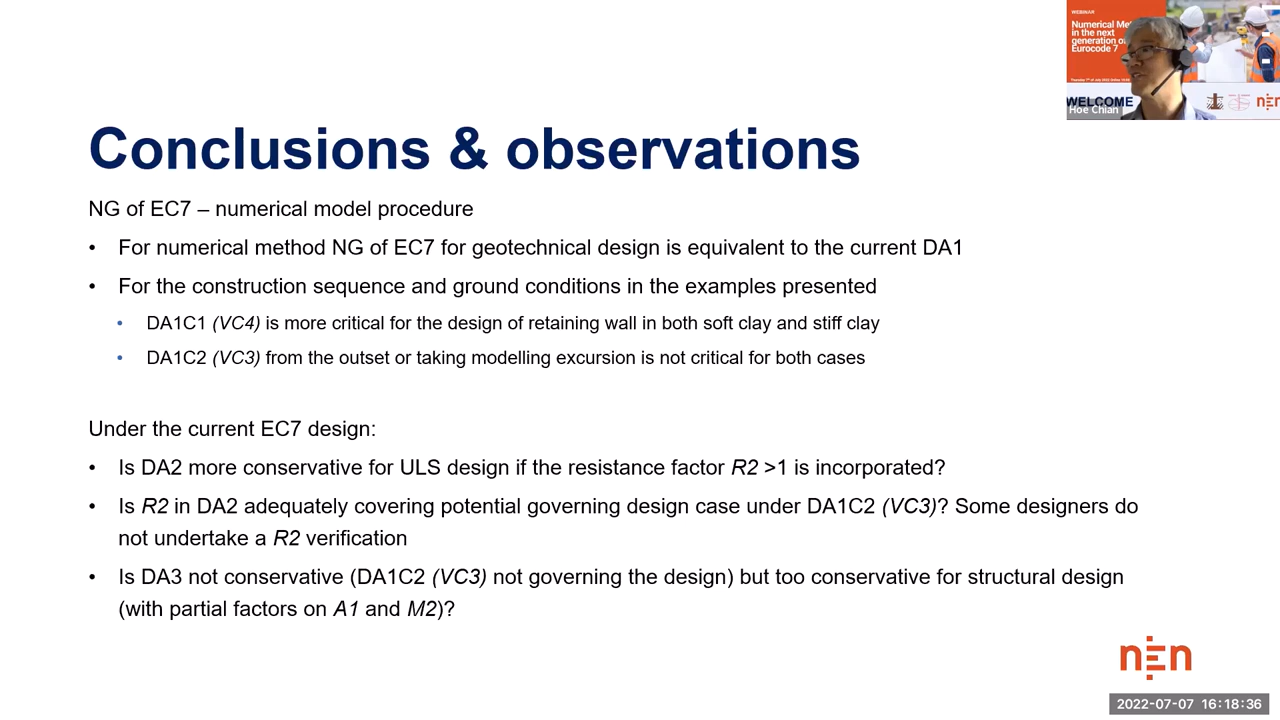 WEBINAR
Numerical Me
in the next
generation o
Eurocode 7
Thursday 7th of July 2022 Online
WELCOME
nen
Hoe Chian
Conclusions & observations
NG of EC7 – numerical model procedure
• For numerical method NG of EC7 for geotechnical design is equivalent to the current DA1
• For the construction sequence and ground conditions in the examples presented
• DA1C1 (VC4) is more critical for the design of retaining wall in both soft clay and stiff clay
• DA1C2 (VC3) from the outset or taking modelling excursion is not critical for both cases
Under the current EC7 design:
• Is DA2 more conservative for ULS design if the resistance factor R2 >1 is incorporated?
• Is R2 in DA2 adequately covering potential governing design case under DA1C2 (VC3)? Some designers do
not undertake a R2 verification
• Is DA3 not conservative (DA1C2 (VC3) not governing the design) but too conservative for structural design
(with partial factors on A1 and M2)?
nen
2022-07-07 16:18:36